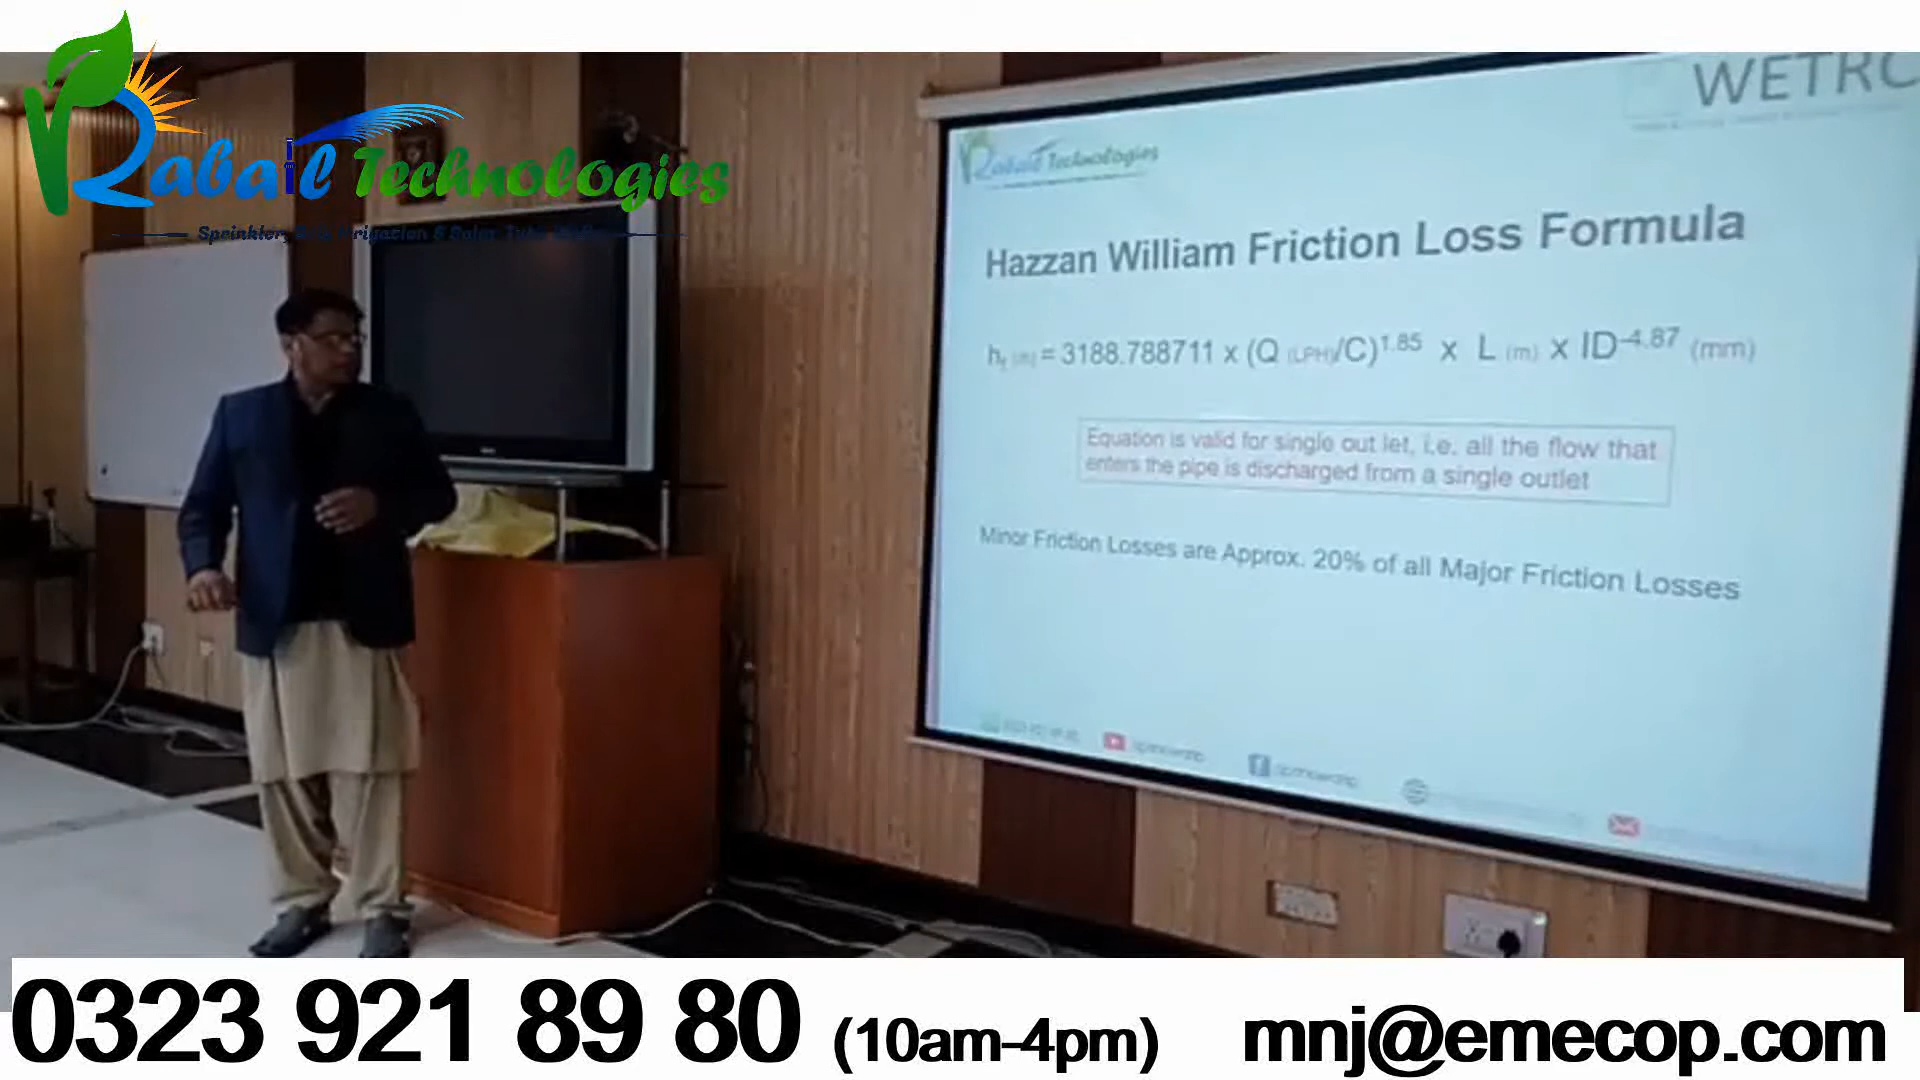 Rabail Technologies
WETRC
Rabail Technologies
Hazzan William Friction Loss Formula
hf (m) = 3188.788711 x (Q (LPH)/C)1.85 x L (m) x ID-4.87 (mm)
Equation is valid for single out let, i.e. all the flow that
enters the pipe is discharged from a single outlet
Minor Friction Losses are Approx. 20% of all Major Friction Losses
0323 921 89 80 (10am-4pm) mnj@emecop.com